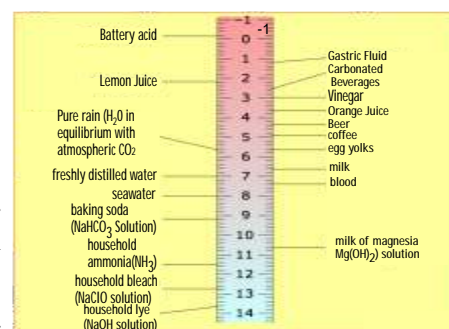 Battery acid
Lemon Juice
Pure rain (H₂0 in
equilibrium with
atmospheric CO₂
freshly distilled water
seawater
baking soda
(NaHCO₃ Solution)
household
ammonia(NH₃)
household bleach
(NaClO solution)
household lye
(NaOH solution)
-1
-1
0
1
2
3
4
5
6
7
8
9
10
11
12
13
14
Gastric Fluid
Carbonated
Beverages
Vinegar
Orange Juice
Beer
coffee
egg yolks
milk
blood
milk of magnesia
Mg(OH)₂) solution